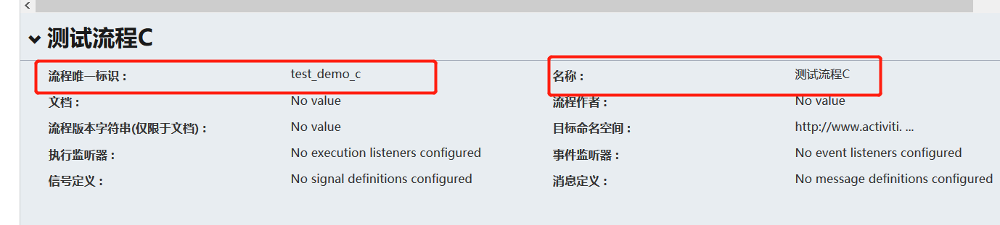 测试流程C
流程唯一标识： test_demo_c 名称： 测试流程C
文档： No value 流程作者： No value
流程版本字符串(仅限于文档)： No value 目标命名空间： http://www.activiti. ...
执行监听器： No execution listeners configured 事件监听器： No event listeners configured
信号定义： No signal definitions configured 消息定义： No message definitions configured